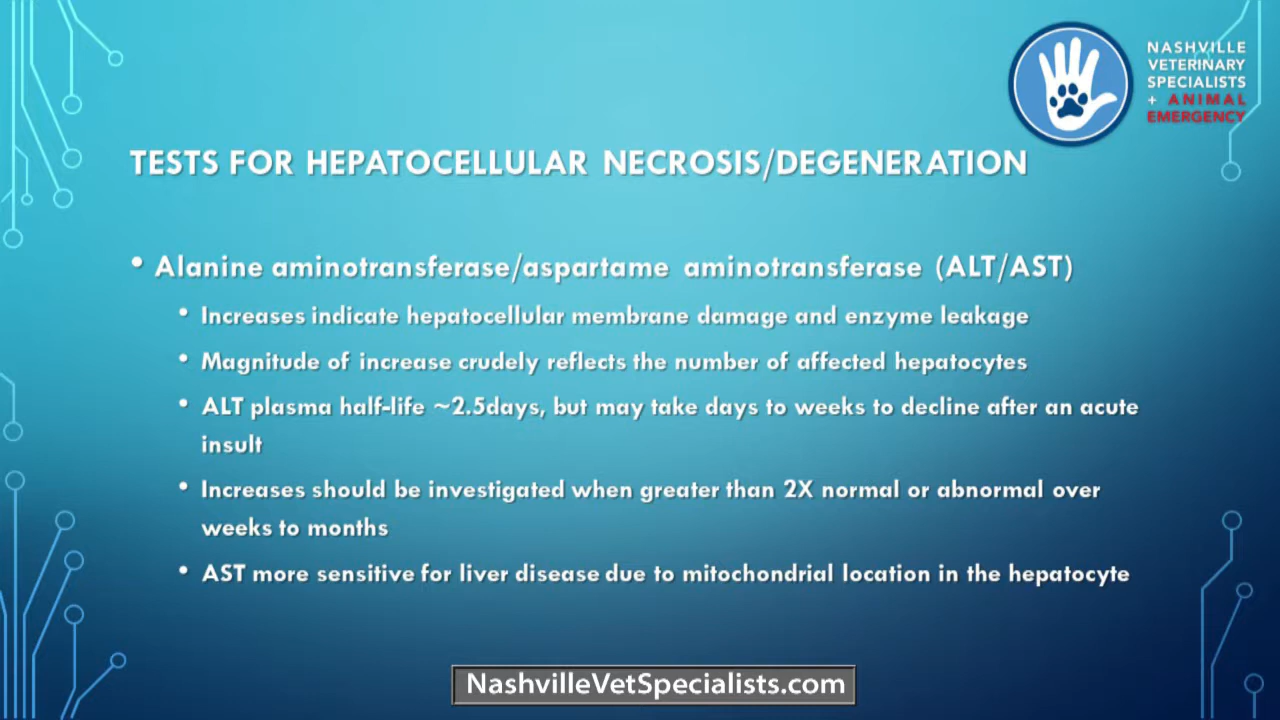 NASHVILLE
VETERINARY
SPECIALISTS
+ ANIMAL
EMERGENCY
TESTS FOR HEPATOCELLULAR NECROSIS/DEGENERATION
• Alanine aminotransferase/aspartame aminotransferase (ALT/AST)
• Increases indicate hepatocellular membrane damage and enzyme leakage
• Magnitude of increase crudely reflects the number of affected hepatocytes
• ALT plasma half-life ~2.5days, but may take days to weeks to decline after an acute
insult
• Increases should be investigated when greater than 2X normal or abnormal over
weeks to months
• AST more sensitive for liver disease due to mitochondrial location in the hepatocyte
NashvilleVetSpecialists.com